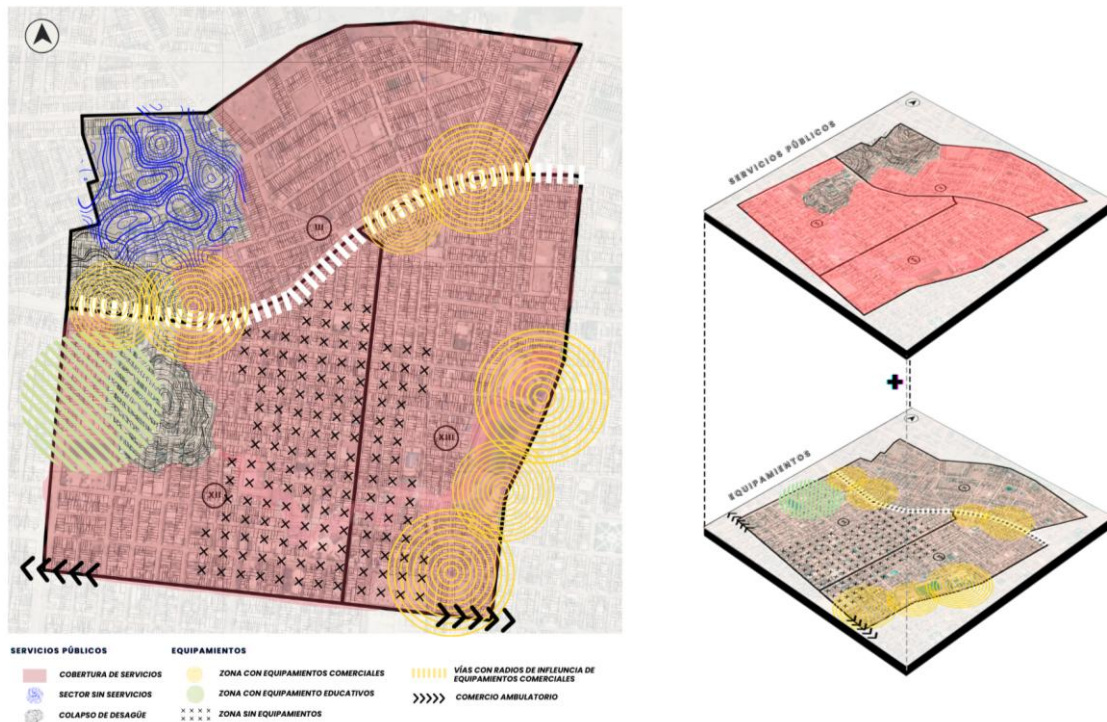 III
XIII
XII
SERVICIOS PÚBLICOS
COBERTURA DE SERVICIOS
SECTOR SIN SEERVICIOS
COLAPSO DE DESAGÜE
EQUIPAMIENTOS
ZONA CON EQUIPAMIENTOS COMERCIALES
ZONA CON EQUIPAMIENTO EDUCATIVOS
ZONA SIN EQUIPAMIENTOS
VÍAS CON RADIOS DE INFLEUNCIA DE
EQUIPAMIENTOS COMERCIALES
COMERCIO AMBULATORIO
SERVICIOS PÚBLICOS
+
EQUIPAMIENTOS